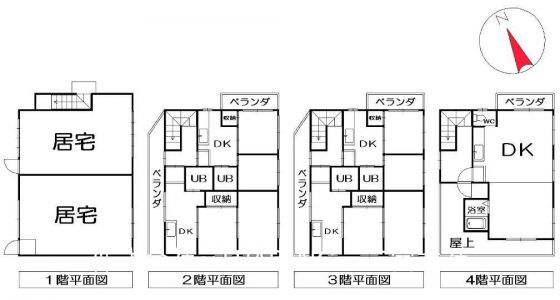 N
居宅
居宅
1階平面図
ベランダ
収納
DK
UB
UB
収納
ベランダ
DK
2階平面図
ベランダ
収納
DK
UB
UB
収納
ベランダ
DK
3階平面図
ベランダ
WC
DK
浴室
屋上
4階平面図